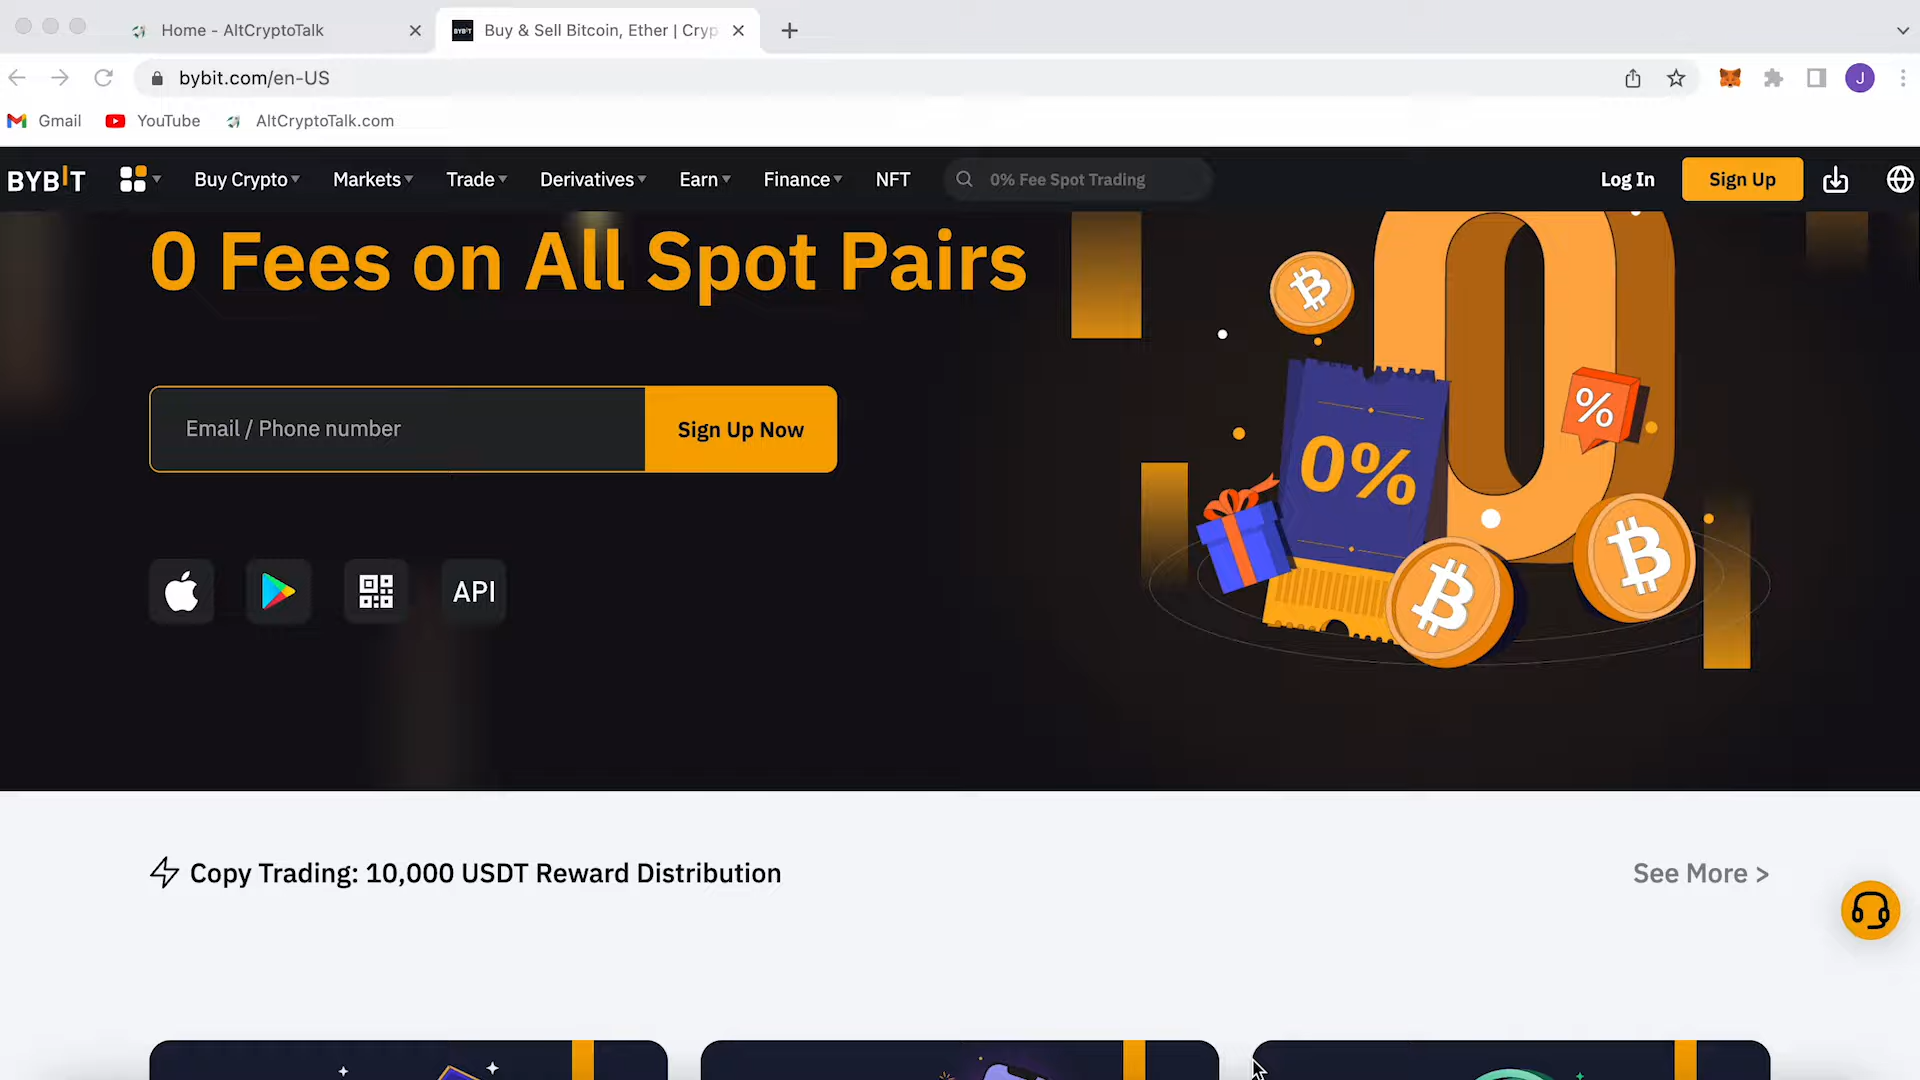 Home - AltCryptoTalk
BYBIT Buy & Sell Bitcoin, Ether | Cryp
bybit.com/en-US
J
Gmail YouTube AltCryptoTalk.com
BYBIT Buy Crypto Markets Trade Derivatives Earn Finance NFT 0% Fee Spot Trading Log In Sign Up
0 Fees on All Spot Pairs
Email / Phone number Sign Up Now
API
0
%
0%
Copy Trading: 10,000 USDT Reward Distribution See More >